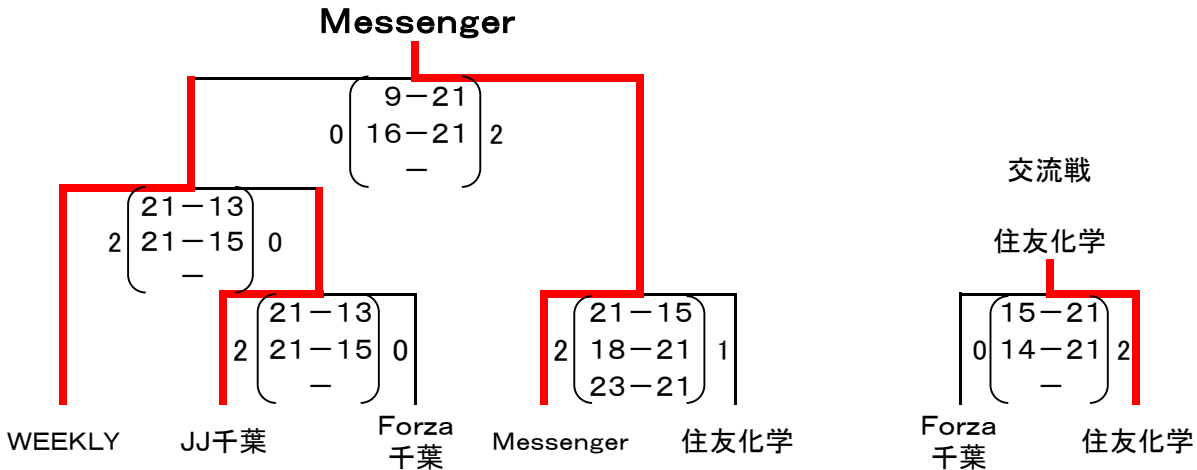 Messenger
9－21
0 16－21 2
－
交流戦
21－13
2 21－15 0
－
住友化学
21－13
2 21－15 0
－
21－15
2 18－21 1
23－21
15－21
0 14－21 2
－
WEEKLY
JJ千葉
Forza
千葉
Messenger
住友化学
Forza
千葉
住友化学